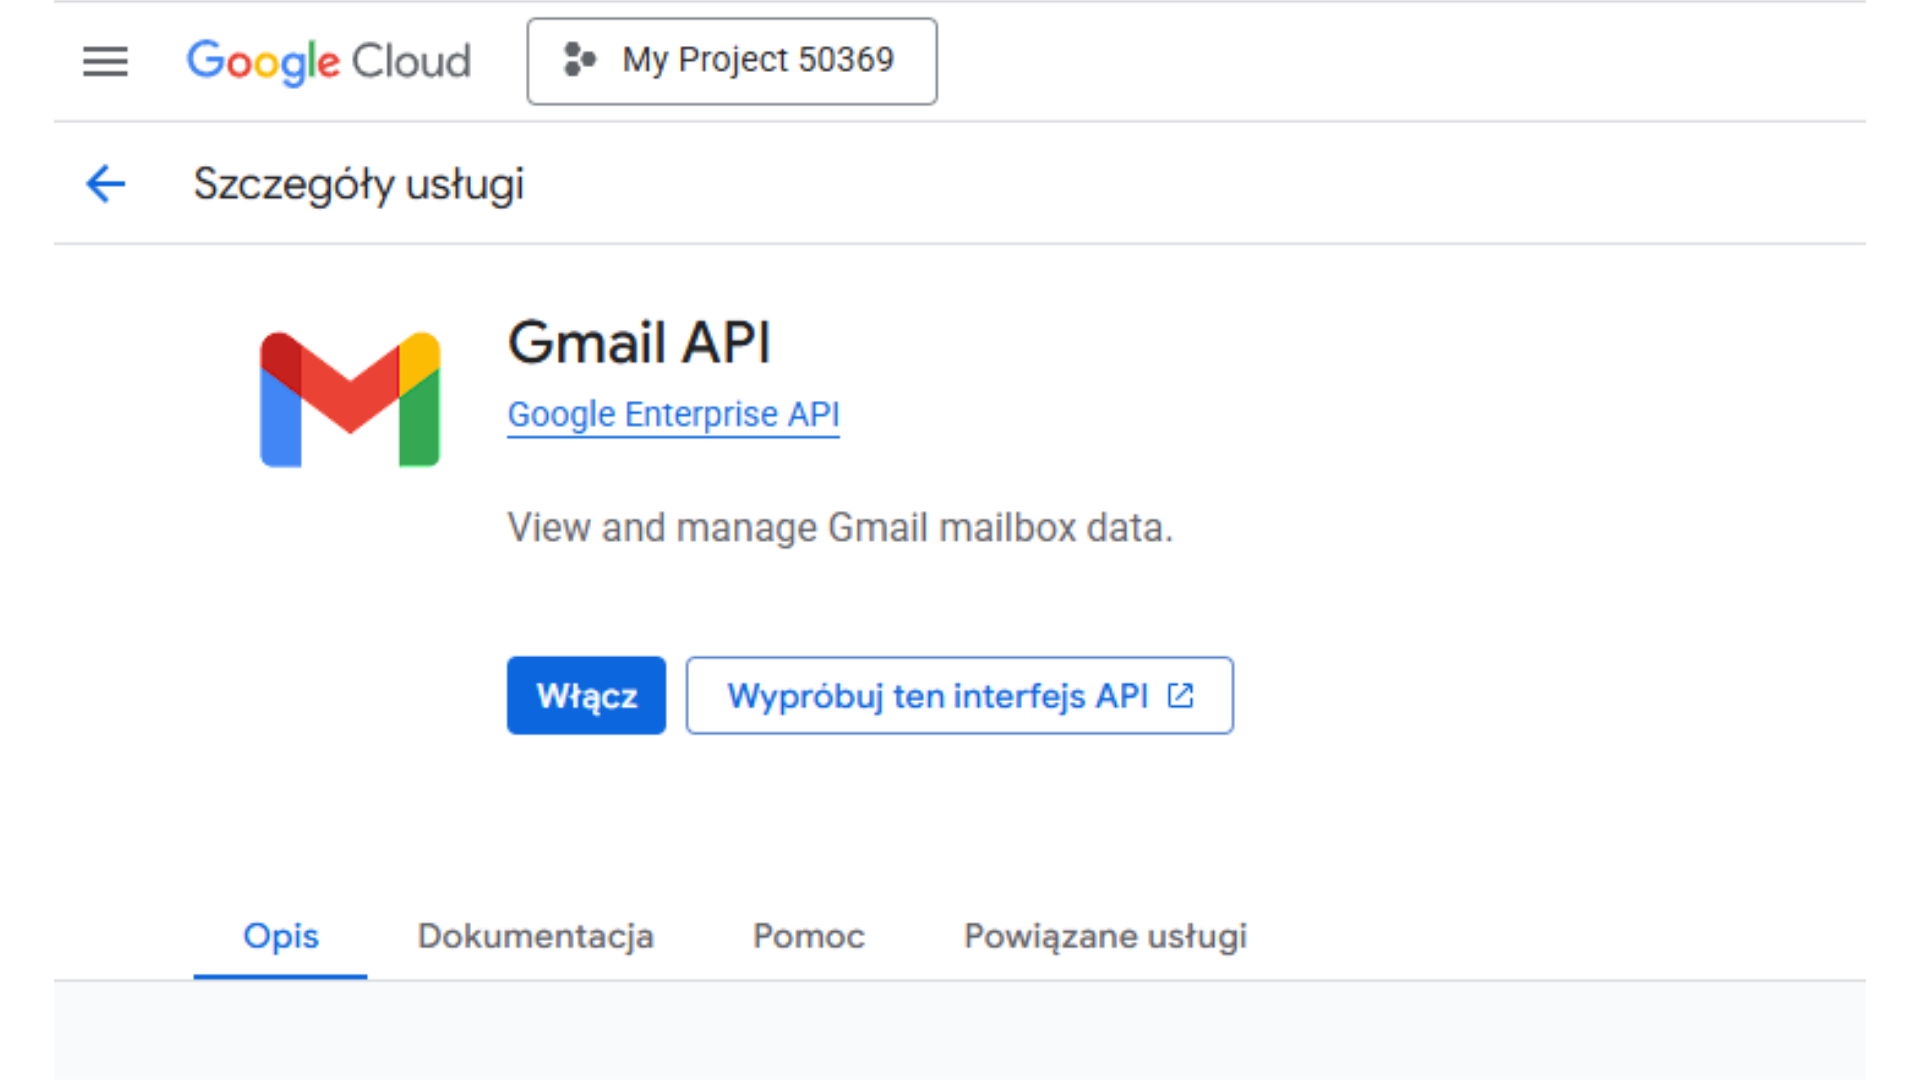 Google Cloud My Project 50369
Szczegóły usługi
Gmail API
Google Enterprise API
View and manage Gmail mailbox data.
Włącz Wypróbuj ten interfejs API
Opis Dokumentacja Pomoc Powiązane usługi